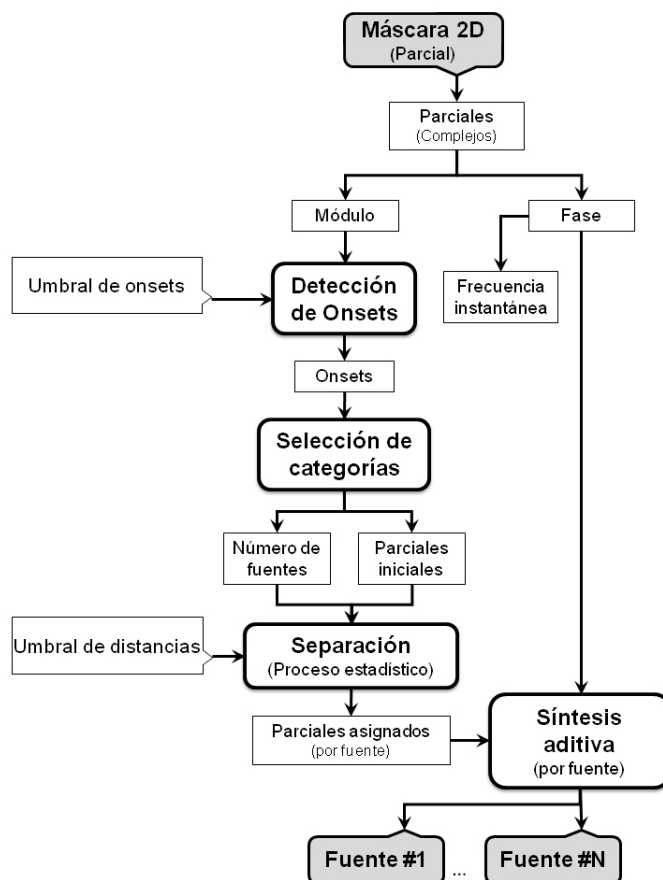 Máscara 2D
(Parcial)
Parciales
(Complejos)
Módulo
Fase
Umbral de onsets
Detección
de Onsets
Frecuencia
instantánea
Onsets
Selección de
categorías
Número de
fuentes
Parciales
iniciales
Umbral de distancias
Separación
(Proceso estadístico)
Parciales asignados
(por fuente)
Síntesis
aditiva
(por fuente)
Fuente #1
...
Fuente #N